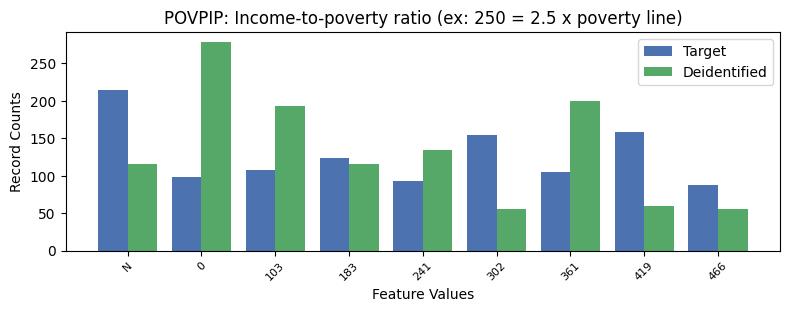 POVPIP: Income-to-poverty ratio (ex: 250 = 2.5 x poverty line)
Target
Deidentified
Record Counts
250
200
150
100
50
0
N 0 103 183 241 302 361 419 466
Feature Values